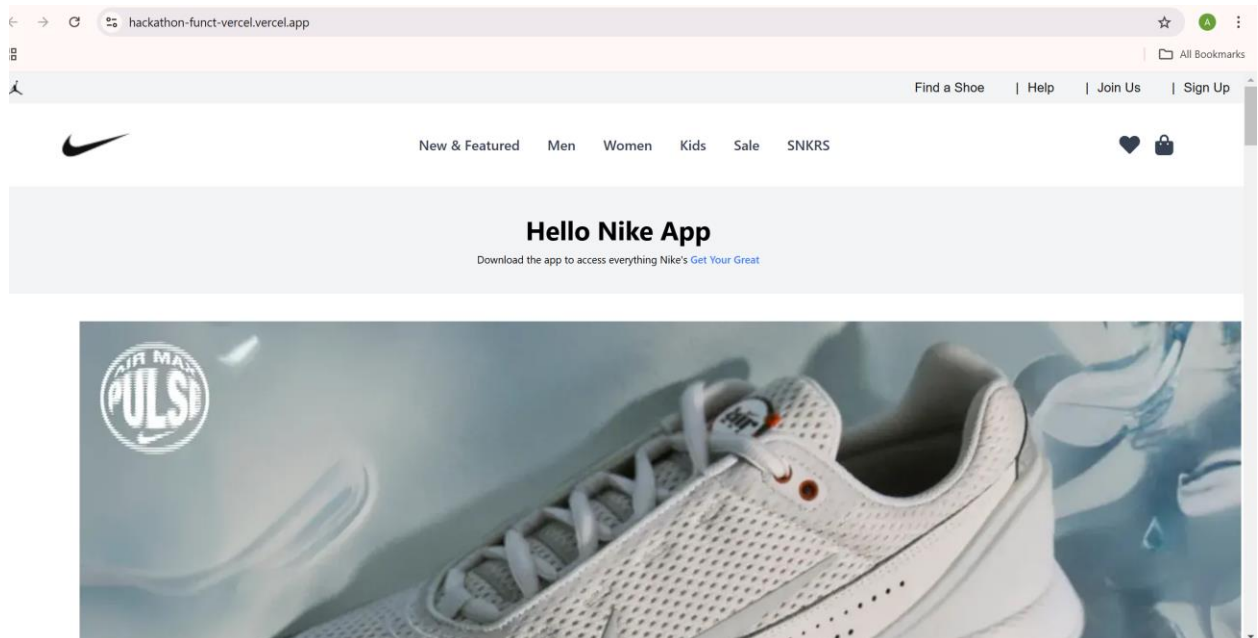 hackathon-funct-vercel.vercel.app
A
All Bookmarks
Find a Shoe | Help | Join Us | Sign Up
New & Featured Men Women Kids Sale SNKRS
Hello Nike App
Download the app to access everything Nike's Get Your Great
AIR MAX
PULSE
AIR